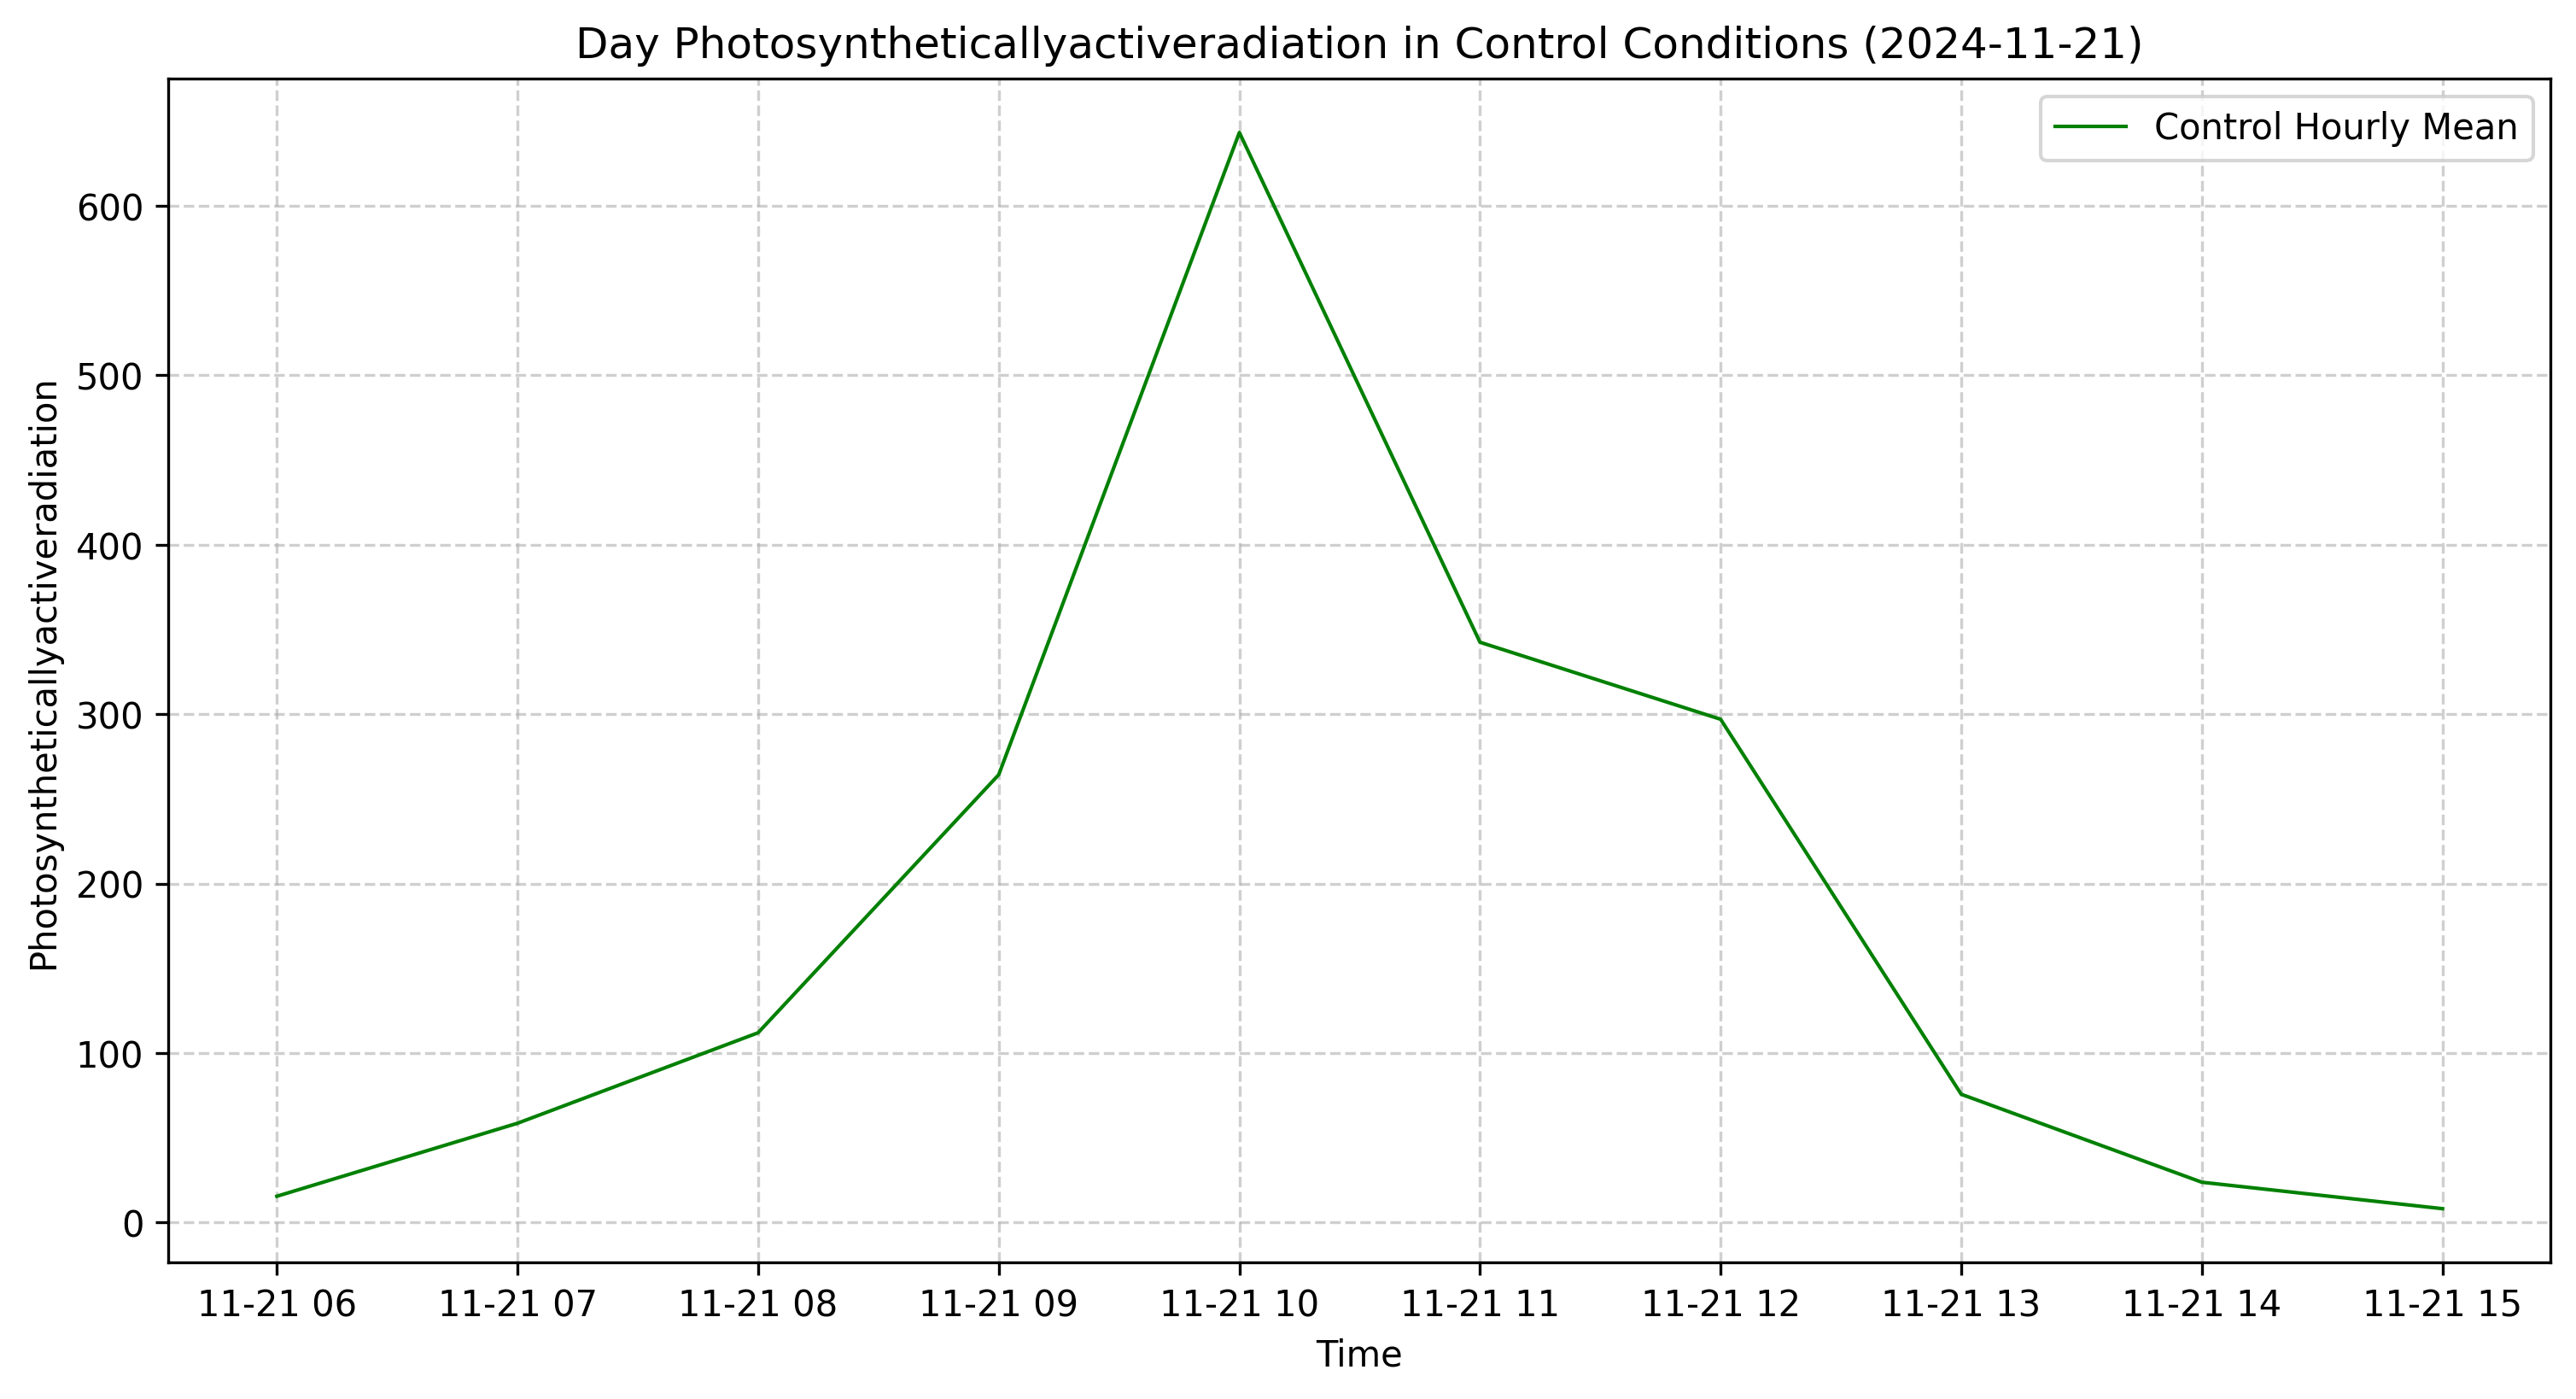 Day Photosyntheticallyactiveradiation in Control Conditions (2024-11-21)
Control Hourly Mean
Photosyntheticallyactiveradiation
600
500
400
300
200
100
0
11-21 06 11-21 07 11-21 08 11-21 09 11-21 10 11-21 11 11-21 12 11-21 13 11-21 14 11-21 15
Time